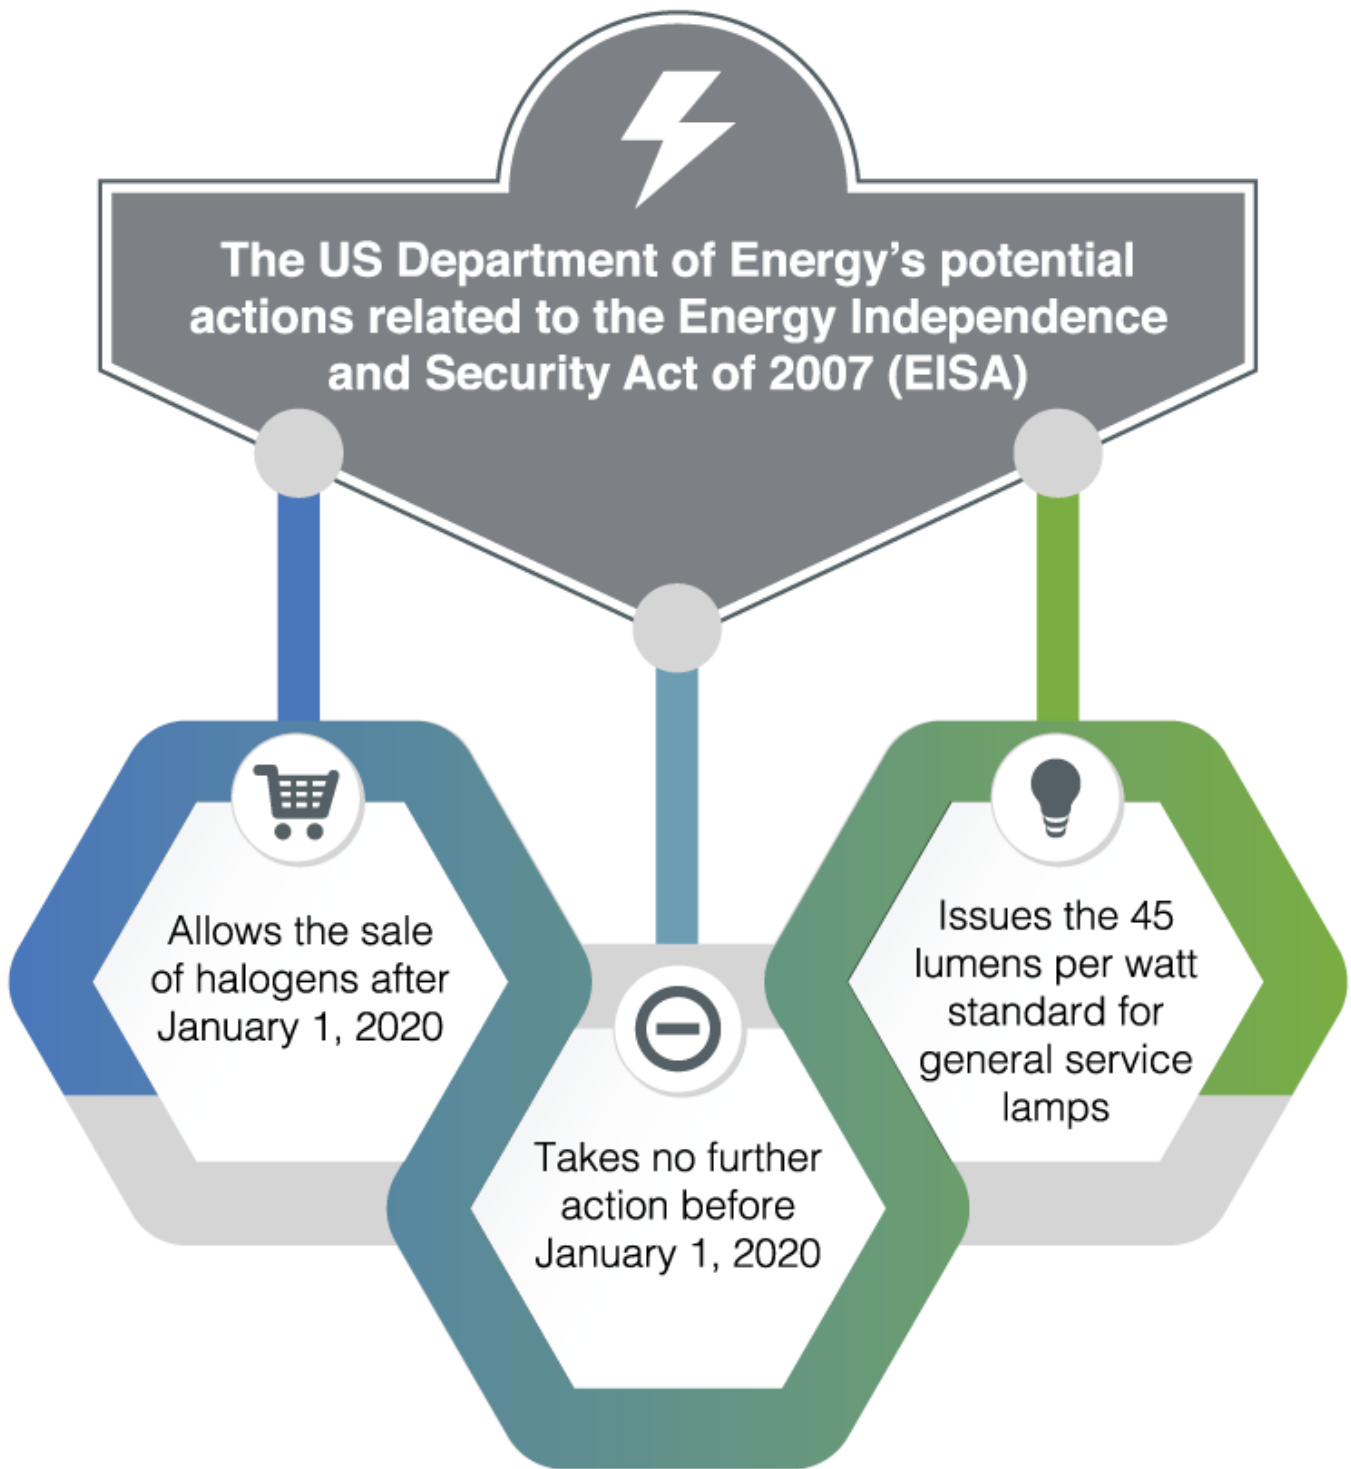 The US Department of Energy’s potential
actions related to the Energy Independence
and Security Act of 2007 (EISA)
Allows the sale
of halogens after
January 1, 2020
Takes no further
action before
January 1, 2020
Issues the 45
lumens per watt
standard for
general service
lamps